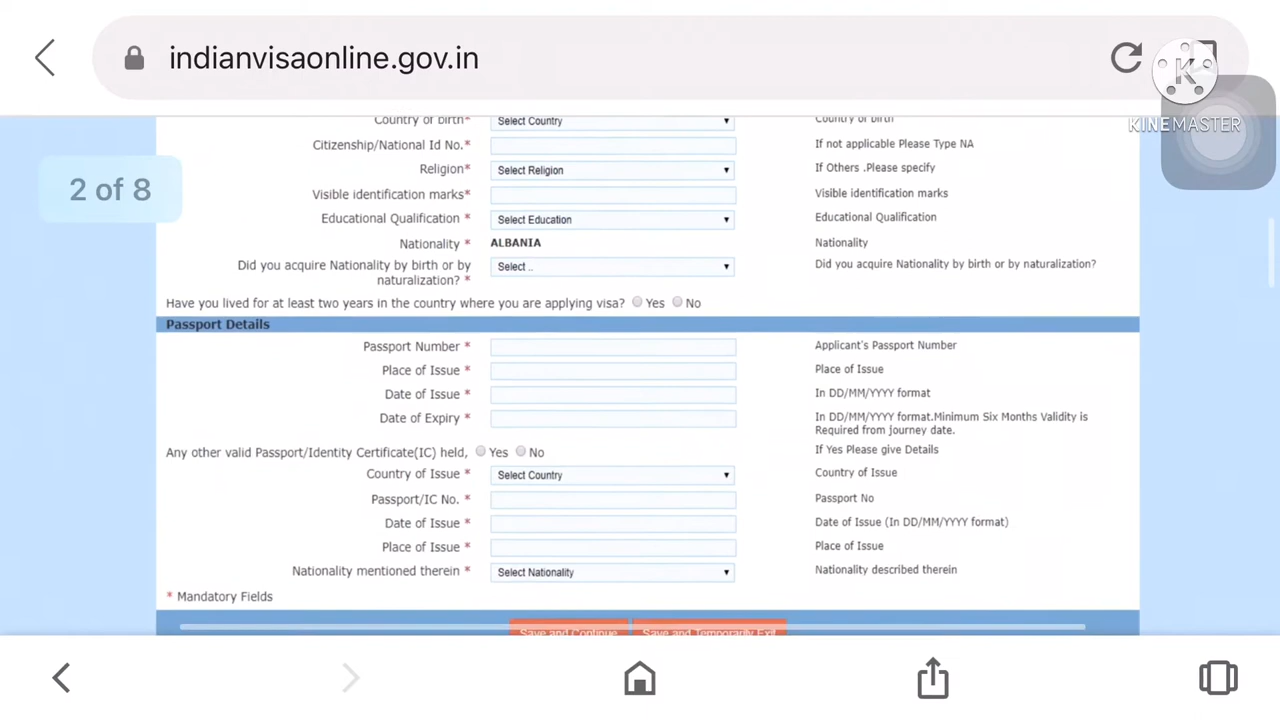 indianvisaonline.gov.in
KINEMASTER
2 of 8
Country of birth* Select Country Country of birth
Citizenship/National Id No.* If not applicable Please Type NA
Religion* Select Religion If Others .Please specify
Visible identification marks* Visible identification marks
Educational Qualification * Select Education Educational Qualification
Nationality * ALBANIA Nationality
Did you acquire Nationality by birth or by Select .. Did you acquire Nationality by birth or by naturalization?
naturalization? *
Have you lived for at least two years in the country where you are applying visa? Yes No
Passport Details
Passport Number * Applicant's Passport Number
Place of Issue * Place of Issue
Date of Issue * In DD/MM/YYYY format
Date of Expiry * In DD/MM/YYYY format.Minimum Six Months Validity is
Required from journey date.
Any other valid Passport/Identity Certificate(IC) held, Yes No If Yes Please give Details
Country of Issue * Select Country Country of Issue
Passport/IC No. * Passport No
Date of Issue * Date of Issue (In DD/MM/YYYY format)
Place of Issue * Place of Issue
Nationality mentioned therein * Select Nationality Nationality described therein
* Mandatory Fields
Save and Continue Save and Temporarily Exit